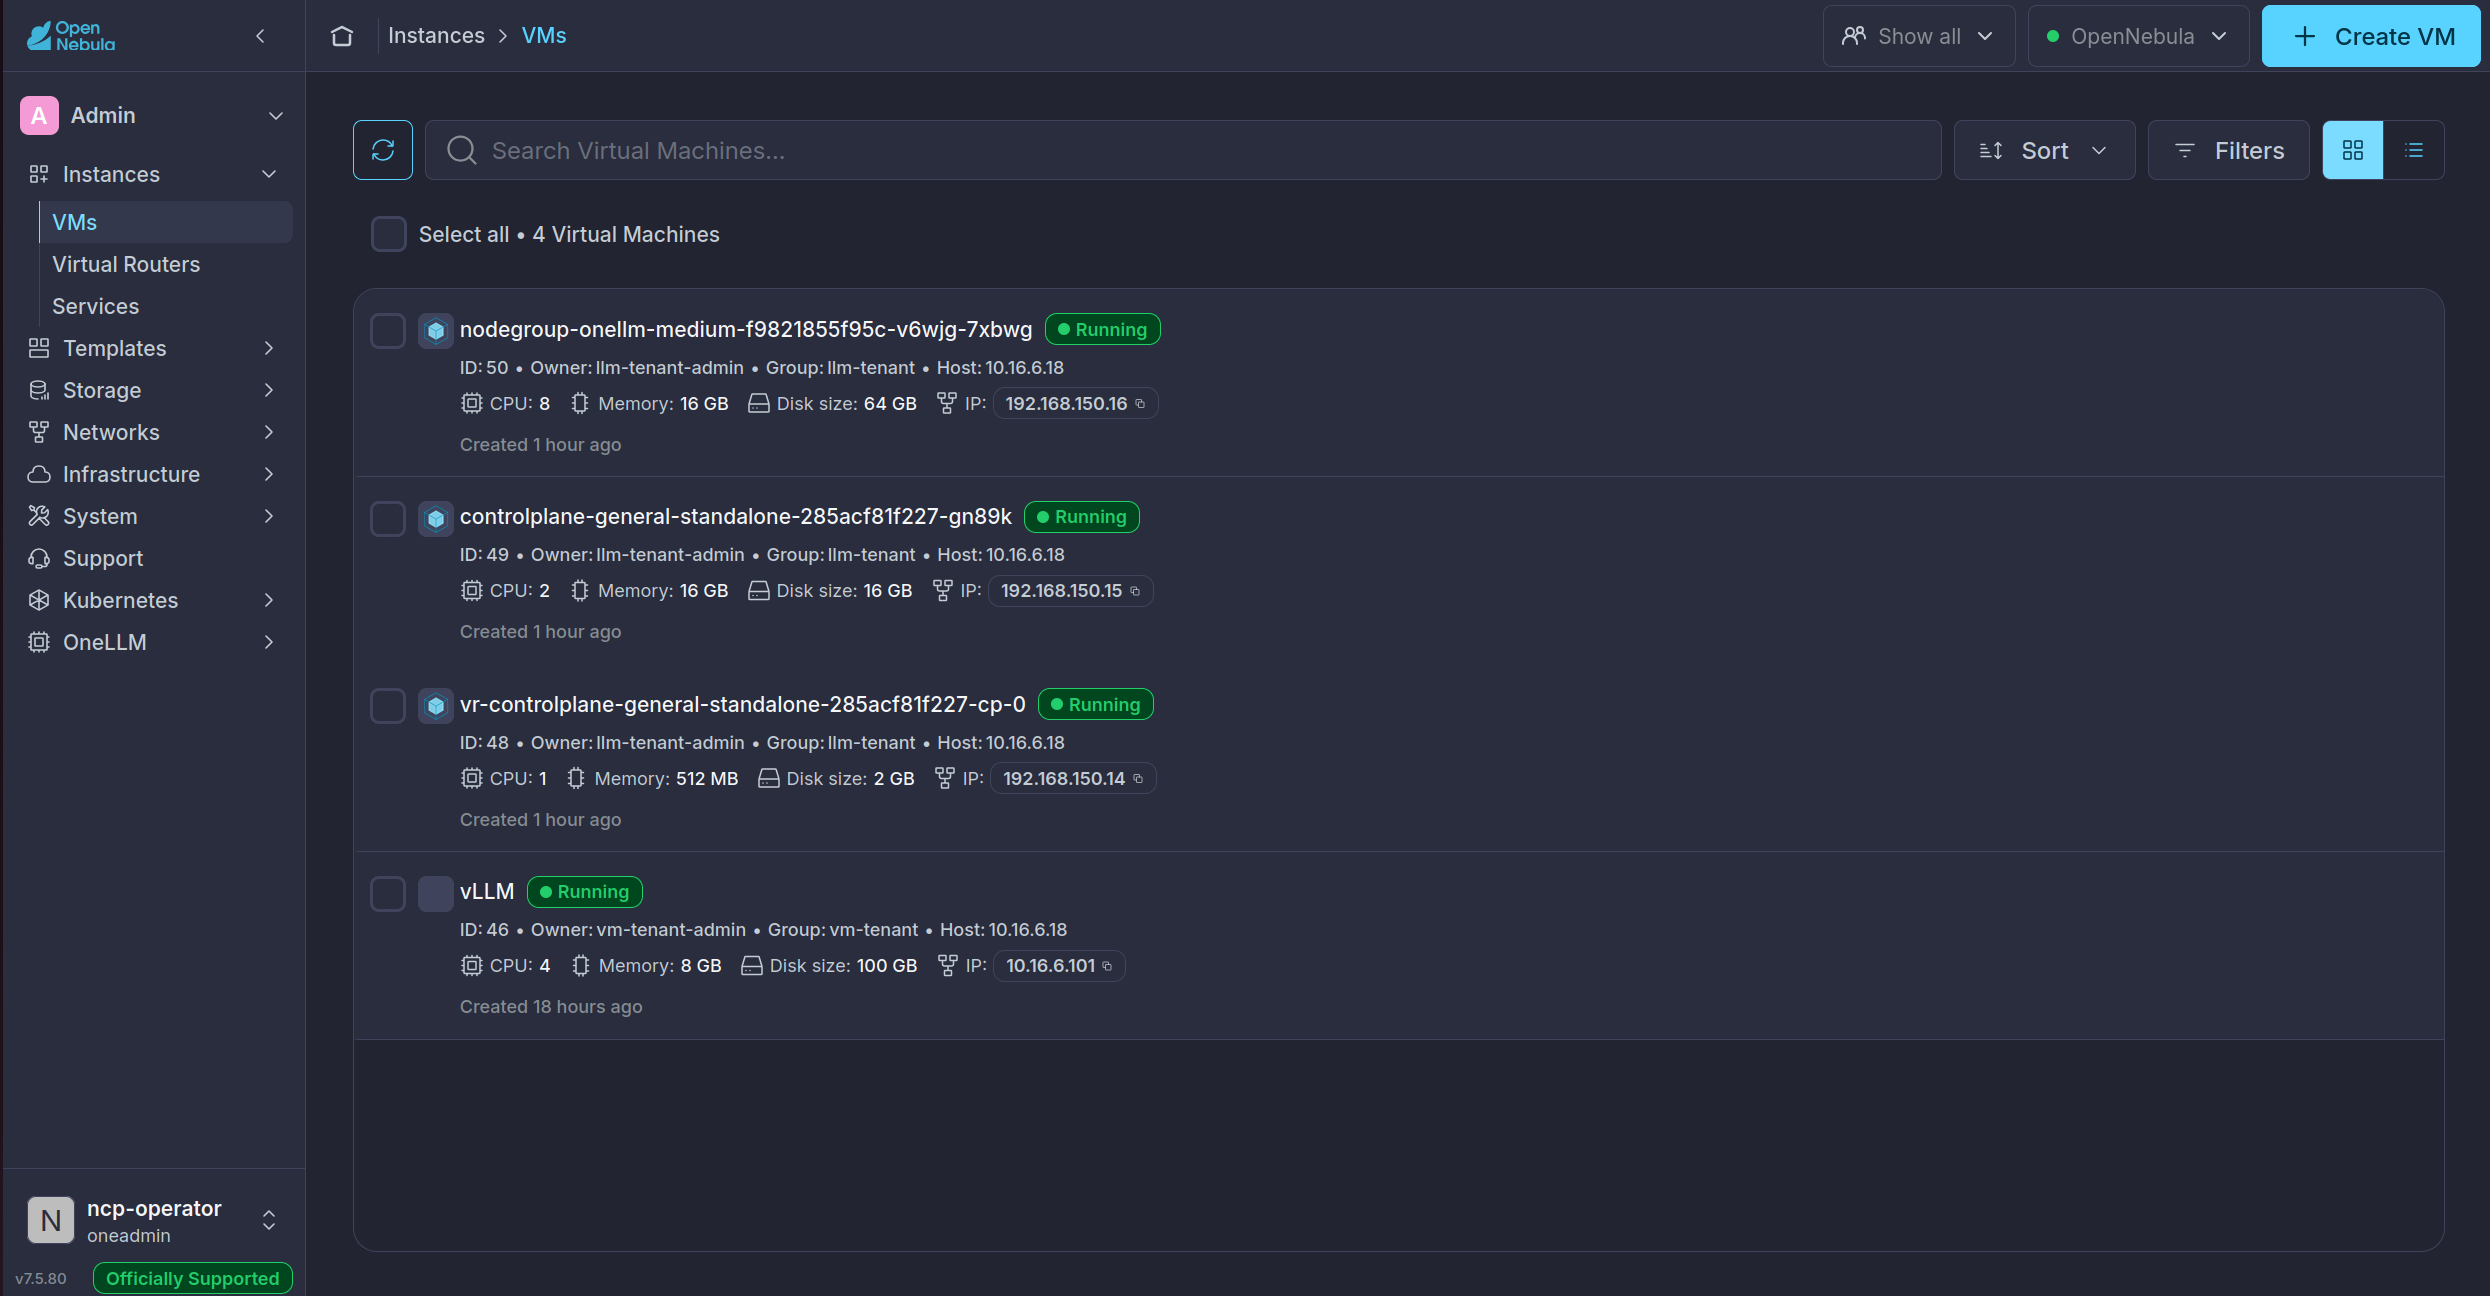 Open
Nebula
Instances > VMs
Show all
OpenNebula
+ Create VM
A
Admin
Instances
VMs
Virtual Routers
Services
Templates
Storage
Networks
Infrastructure
System
Support
Kubernetes
OneLLM
N
ncp-operator
oneadmin
v7.5.80
Officially Supported
Search Virtual Machines...
Sort
Filters
Select all • 4 Virtual Machines
nodegroup-onellm-medium-f9821855f95c-v6wjg-7xbwg Running
ID: 50 • Owner: llm-tenant-admin • Group: llm-tenant • Host: 10.16.6.18
CPU: 8 Memory: 16 GB Disk size: 64 GB IP: 192.168.150.16
Created 1 hour ago
controlplane-general-standalone-285acf81f227-gn89k Running
ID: 49 • Owner: llm-tenant-admin • Group: llm-tenant • Host: 10.16.6.18
CPU: 2 Memory: 16 GB Disk size: 16 GB IP: 192.168.150.15
Created 1 hour ago
vr-controlplane-general-standalone-285acf81f227-cp-0 Running
ID: 48 • Owner: llm-tenant-admin • Group: llm-tenant • Host: 10.16.6.18
CPU: 1 Memory: 512 MB Disk size: 2 GB IP: 192.168.150.14
Created 1 hour ago
vLLM Running
ID: 46 • Owner: vm-tenant-admin • Group: vm-tenant • Host: 10.16.6.18
CPU: 4 Memory: 8 GB Disk size: 100 GB IP: 10.16.6.101
Created 18 hours ago